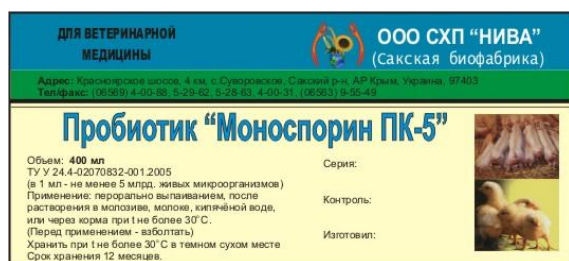 ДЛЯ ВЕТЕРИНАРНОЙ
МЕДИЦИНЫ
ООО СХП "НИВА"
(Сакская биофабрика)
Адрес: Красноярское шоссе, 4 км, с.Суворовское, Сакский р-н, АР Крым, Украина, 97403
Тел/факс: (06569) 4-00-88, 5-29-62, 5-28-63, 4-00-31, (06563) 9-55-49
Пробиотик "Моноспорин ПК-5"
Объем: 400 мл
ТУ У 24.4-02070832-001.2005
(в 1 мл - не менее 5 млрд. живых микроорганизмов)
Применение: перорально выпаиванием, после
растворения в молозиве, молоке, кипячёной воде,
или через корма при t не более 30°С.
(Перед применением - взболтать)
Хранить при t не более 30°С в темном сухом месте
Срок хранения 12 месяцев.
Серия:
Контроль:
Изготовил: